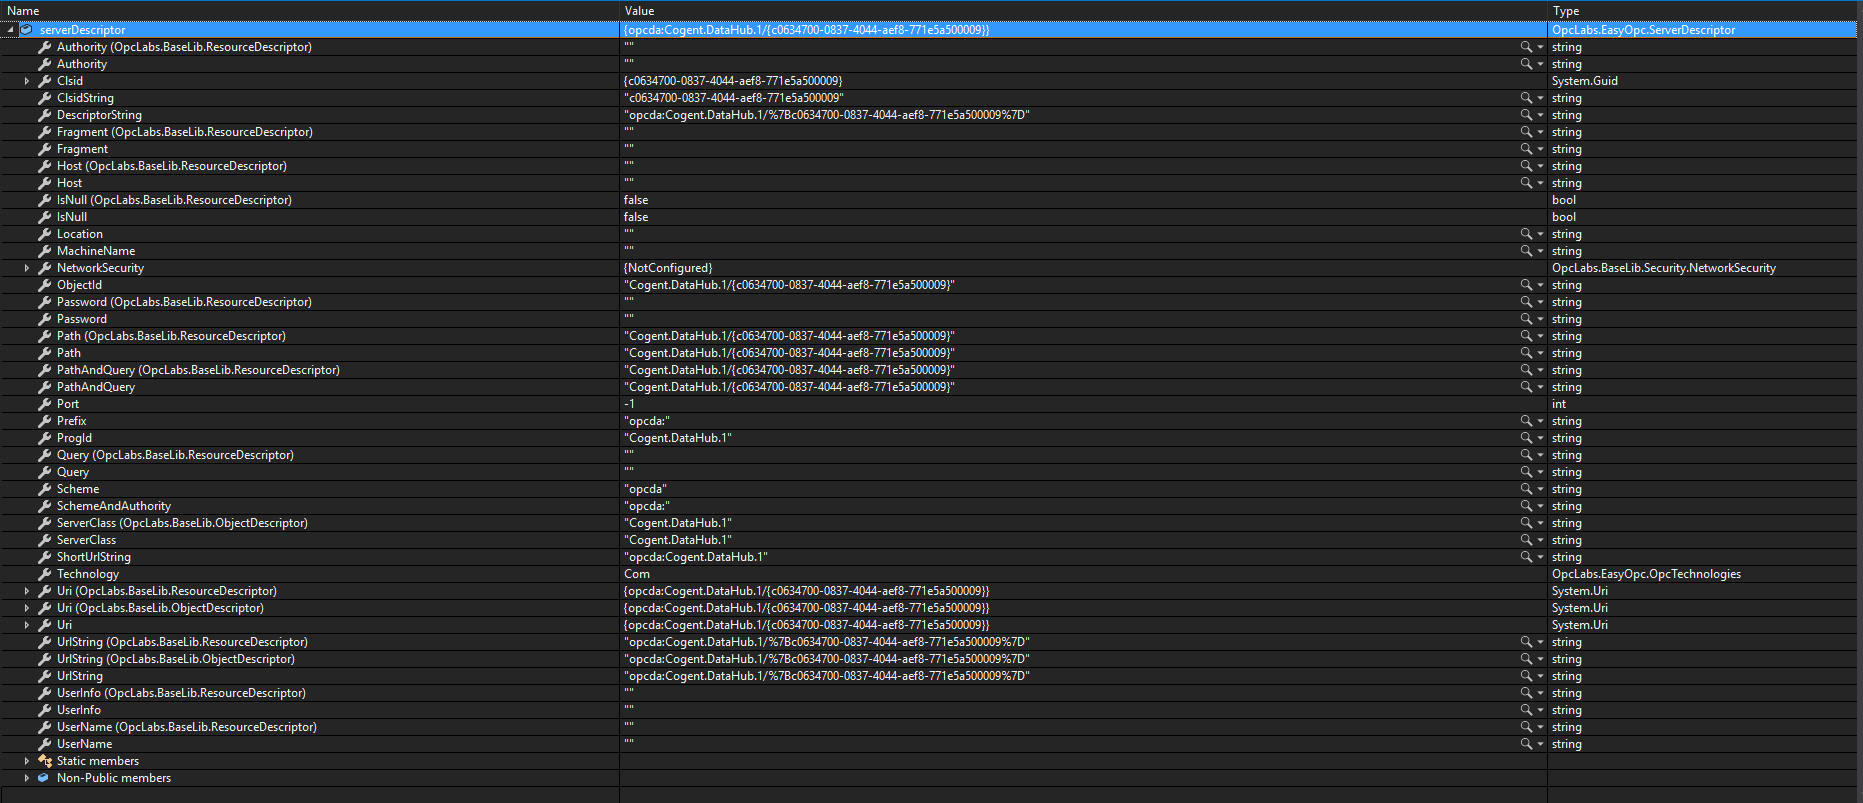 Name Value Type
serverDescriptor {opcda:Cogent.DataHub.1/{c0634700-0837-4044-aef8-771e5a500009}} OpcLabs.EasyOpc.ServerDescriptor
Authority (OpcLabs.BaseLib.ResourceDescriptor) "" string
Authority "" string
Clsid {c0634700-0837-4044-aef8-771e5a500009} System.Guid
ClsidString "c0634700-0837-4044-aef8-771e5a500009" string
DescriptorString "opcda:Cogent.DataHub.1/%7Bc0634700-0837-4044-aef8-771e5a500009%7D" string
Fragment (OpcLabs.BaseLib.ResourceDescriptor) "" string
Fragment "" string
Host (OpcLabs.BaseLib.ResourceDescriptor) "" string
Host "" string
IsNull (OpcLabs.BaseLib.ResourceDescriptor) false bool
IsNull false bool
Location "" string
MachineName "" string
NetworkSecurity {NotConfigured} OpcLabs.BaseLib.Security.NetworkSecurity
ObjectId "Cogent.DataHub.1/{c0634700-0837-4044-aef8-771e5a500009}" string
Password (OpcLabs.BaseLib.ResourceDescriptor) "" string
Password "" string
Path (OpcLabs.BaseLib.ResourceDescriptor) "Cogent.DataHub.1/{c0634700-0837-4044-aef8-771e5a500009}" string
Path "Cogent.DataHub.1/{c0634700-0837-4044-aef8-771e5a500009}" string
PathAndQuery (OpcLabs.BaseLib.ResourceDescriptor) "Cogent.DataHub.1/{c0634700-0837-4044-aef8-771e5a500009}" string
PathAndQuery "Cogent.DataHub.1/{c0634700-0837-4044-aef8-771e5a500009}" string
Port -1 int
Prefix "opcda:" string
ProgId "Cogent.DataHub.1" string
Query (OpcLabs.BaseLib.ResourceDescriptor) "" string
Query "" string
Scheme "opcda" string
SchemeAndAuthority "opcda:" string
ServerClass (OpcLabs.BaseLib.ObjectDescriptor) "Cogent.DataHub.1" string
ServerClass "Cogent.DataHub.1" string
ShortUrlString "opcda:Cogent.DataHub.1" string
Technology Com OpcLabs.EasyOpc.OpcTechnologies
Uri (OpcLabs.BaseLib.ResourceDescriptor) {opcda:Cogent.DataHub.1/{c0634700-0837-4044-aef8-771e5a500009}} System.Uri
Uri (OpcLabs.BaseLib.ObjectDescriptor) {opcda:Cogent.DataHub.1/{c0634700-0837-4044-aef8-771e5a500009}} System.Uri
Uri {opcda:Cogent.DataHub.1/{c0634700-0837-4044-aef8-771e5a500009}} System.Uri
UrlString (OpcLabs.BaseLib.ResourceDescriptor) "opcda:Cogent.DataHub.1/%7Bc0634700-0837-4044-aef8-771e5a500009%7D" string
UrlString (OpcLabs.BaseLib.ObjectDescriptor) "opcda:Cogent.DataHub.1/%7Bc0634700-0837-4044-aef8-771e5a500009%7D" string
UrlString "opcda:Cogent.DataHub.1/%7Bc0634700-0837-4044-aef8-771e5a500009%7D" string
UserInfo (OpcLabs.BaseLib.ResourceDescriptor) "" string
UserInfo "" string
UserName (OpcLabs.BaseLib.ResourceDescriptor) "" string
UserName "" string
Static members
Non-Public members